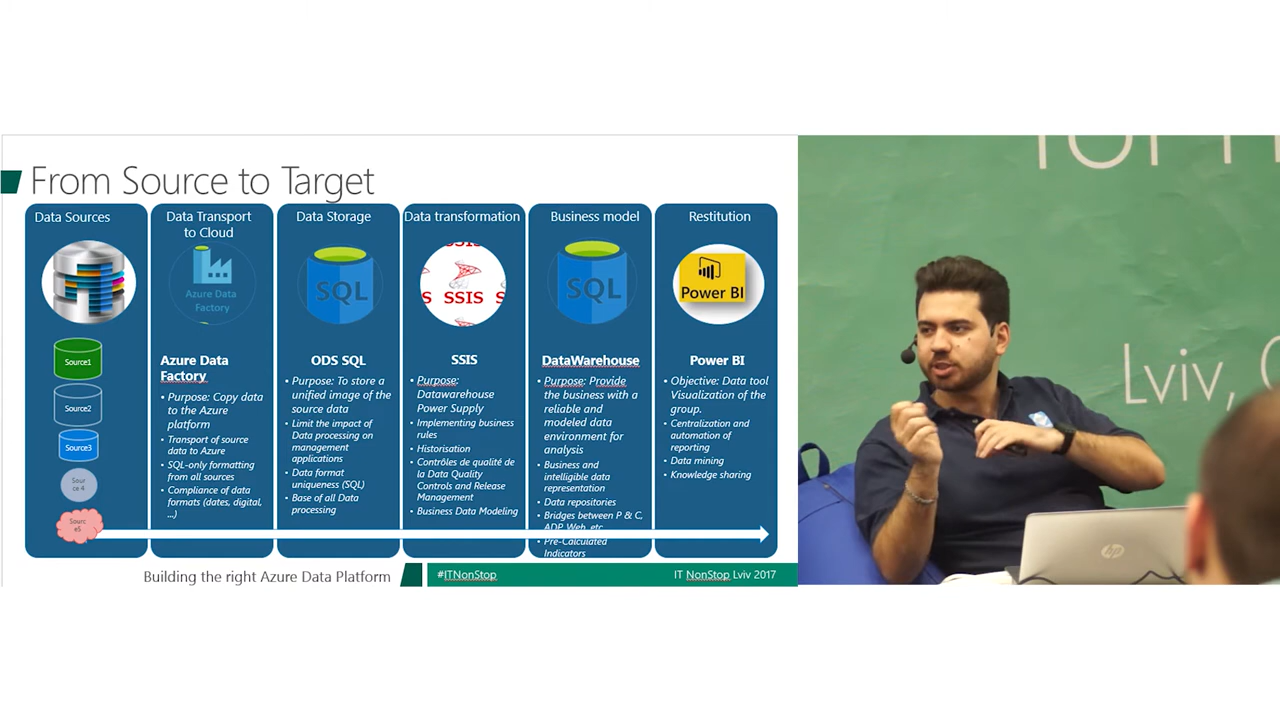 From Source to Target
Data Sources
Source1
Source2
Source3
Sour
ce 4
Sourc
e5
Data Transport
to Cloud
Azure Data
Factory
Azure Data
Factory
• Purpose: Copy data
to the Azure
platform
• Transport of source
data to Azure
• SQL-only formatting
from all sources
• Compliance of data
formats (dates, digital,
...)
Data Storage
SQL
ODS SQL
• Purpose: To store a
unified image of the
source data
• Limit the impact of
Data processing on
management
applications
• Data format
uniqueness (SQL)
• Base of all Data
processing
Data transformation
SSIS
SSIS
• Purpose:
Datawarehouse
Power Supply
• Implementing business
rules
• Historisation
• Contrôles de qualité de
la Data Quality
Controls and Release
Management
• Business Data Modeling
Business model
SQL
DataWarehouse
• Purpose: Provide
the business with a
reliable and
modeled data
environment for
analysis
• Business and
intelligible data
representation
• Data repositories
• Bridges between P & C,
ADP, Web, etc.
• Pre-Calculated
Indicators
Restitution
Power BI
Power BI
• Objective: Data tool
Visualization of the
group.
• Centralization and
automation of
reporting
• Data mining
• Knowledge sharing
Building the right Azure Data Platform
#ITNonStop
IT NonStop Lviv 2017
Lviv,
hp